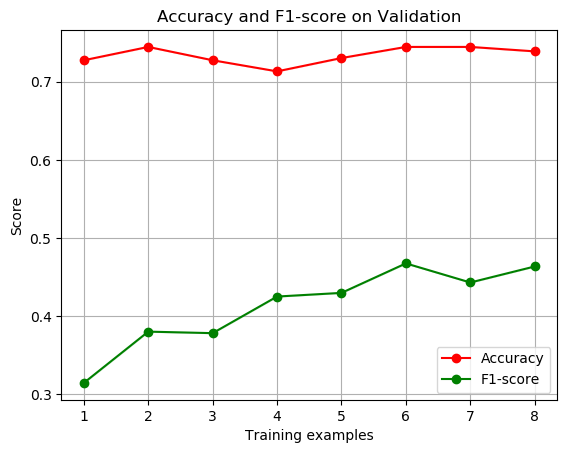 Accuracy and F1-score on Validation
Score
0.7
0.6
0.5
0.4
0.3
Accuracy
F1-score
1 2 3 4 5 6 7 8
Training examples